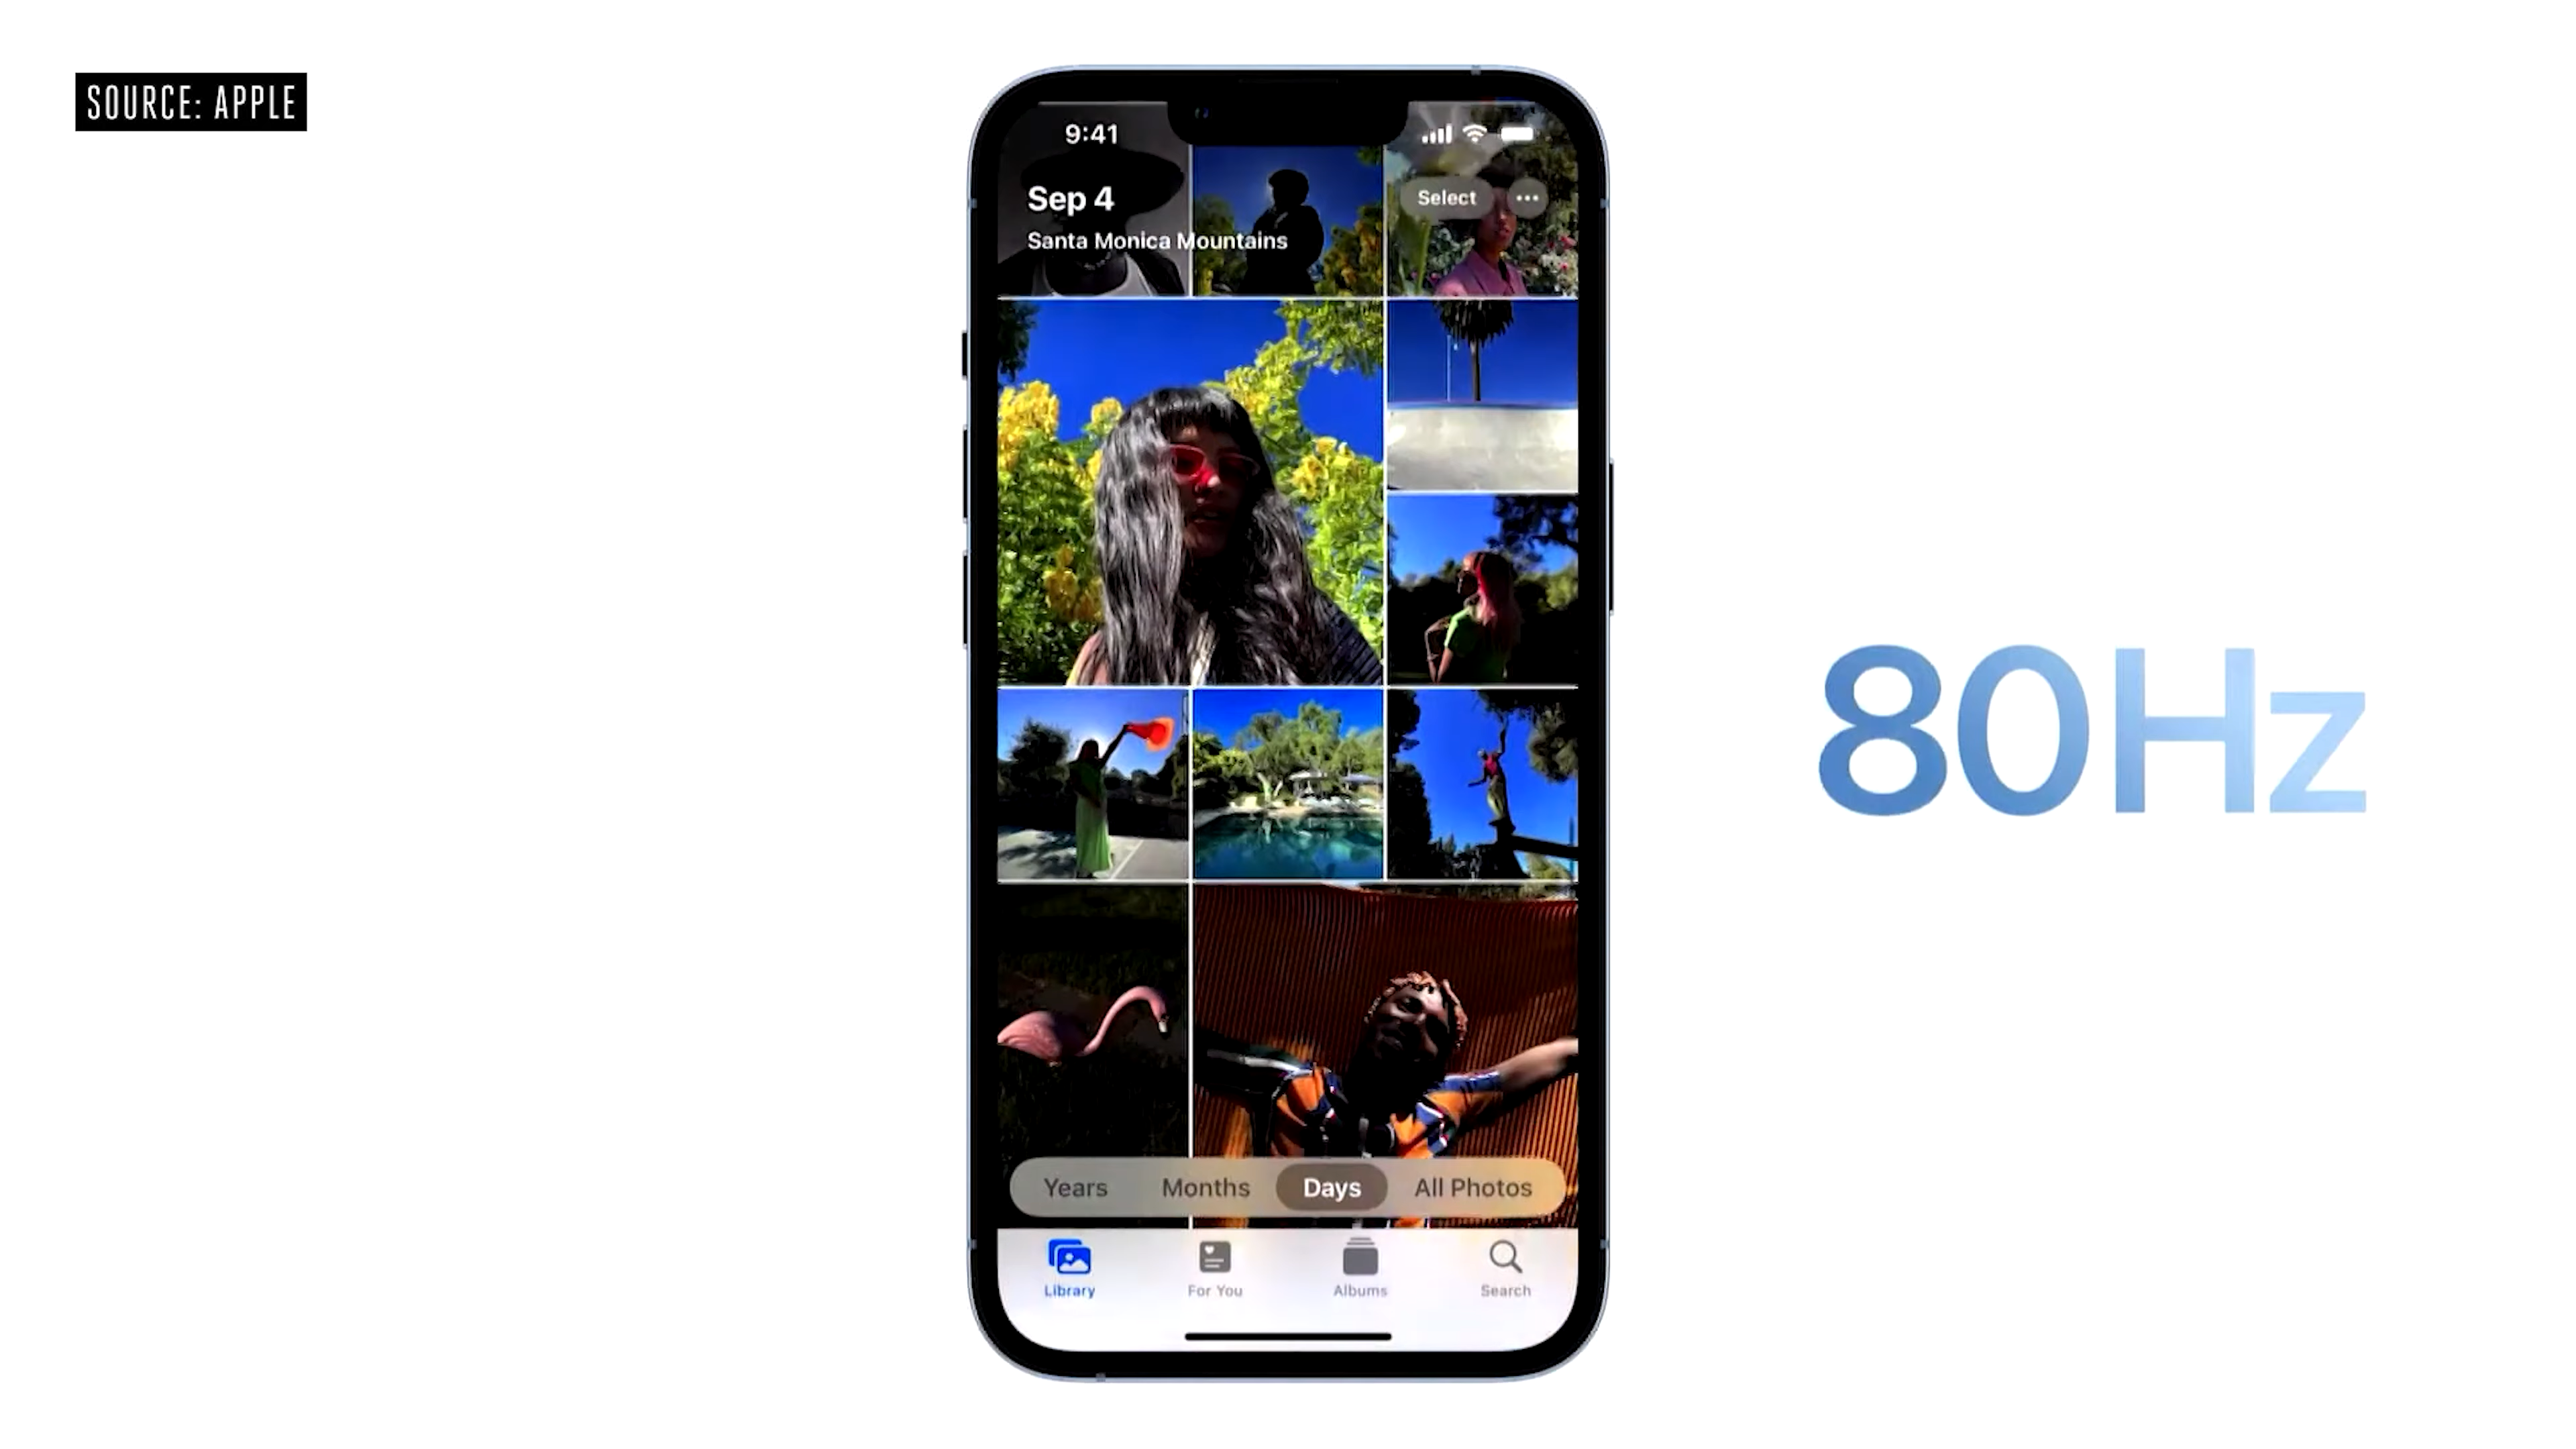 SOURCE: APPLE
9:41
Sep 4
Select
Santa Monica Mountains
80Hz
Years Months Days All Photos
Library For You Albums Search